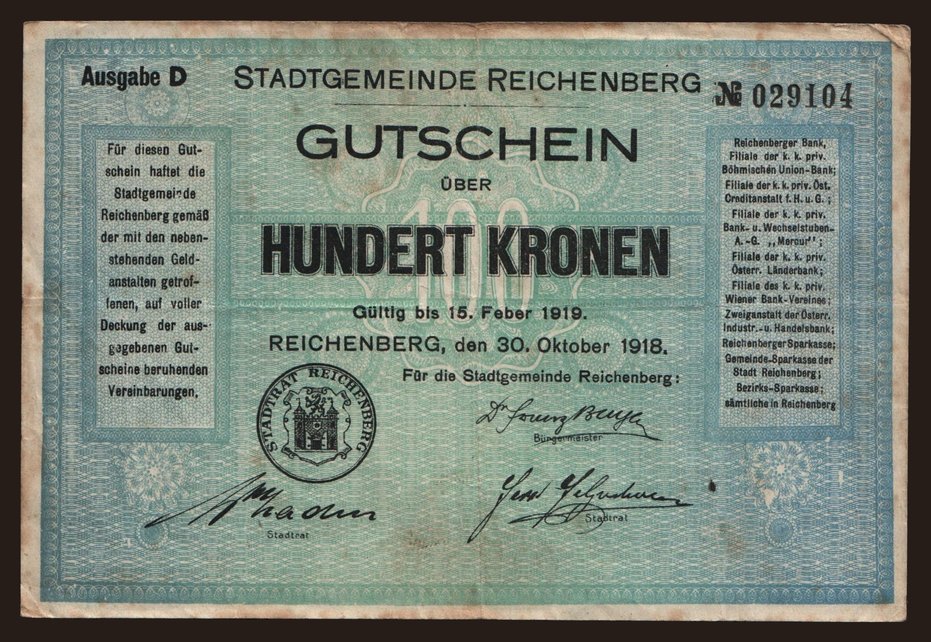 Ausgabe D
STADTGEMEINDE REICHENBERG
№ 029104
GUTSCHEIN
ÜBER
100
HUNDERT KRONEN
Gültig bis 15. Feber 1919.
REICHENBERG, den 30. Oktober 1918.
Für die Stadtgemeinde Reichenberg:
Für diesen Gut-
schein haftet die
Stadtgemeinde
Reichenberg gemäß
der mit den neben-
stehenden Geld-
anstalten getrof-
fenen, auf voller
Deckung der aus-
gegebenen Gut-
scheine beruhenden
Vereinbarungen.
Reichenberger Bank,
Filiale der k. k. priv.
Böhmischen Union-Bank;
Filiale der k. k. priv. Öst.
Creditanstalt f. H. u. G.;
Filiale der k. k. priv.
Bank- u. Wechselstuben-
A.-G. „Mercur";
Filiale der k. k. priv.
Österr. Länderbank;
Filiale des k. k. priv.
Wiener Bank-Vereines;
Zweiganstalt der Österr.
Industr.- u. Handelsbank;
Reichenberger Sparkasse;
Gemeinde-Sparkasse der
Stadt Reichenberg;
Bezirks-Sparkasse;
sämtliche in Reichenberg
STADTRAT REICHENBERG
Dr. Franz Bayer
Bürgermeister
Stadtrat
Stadtrat